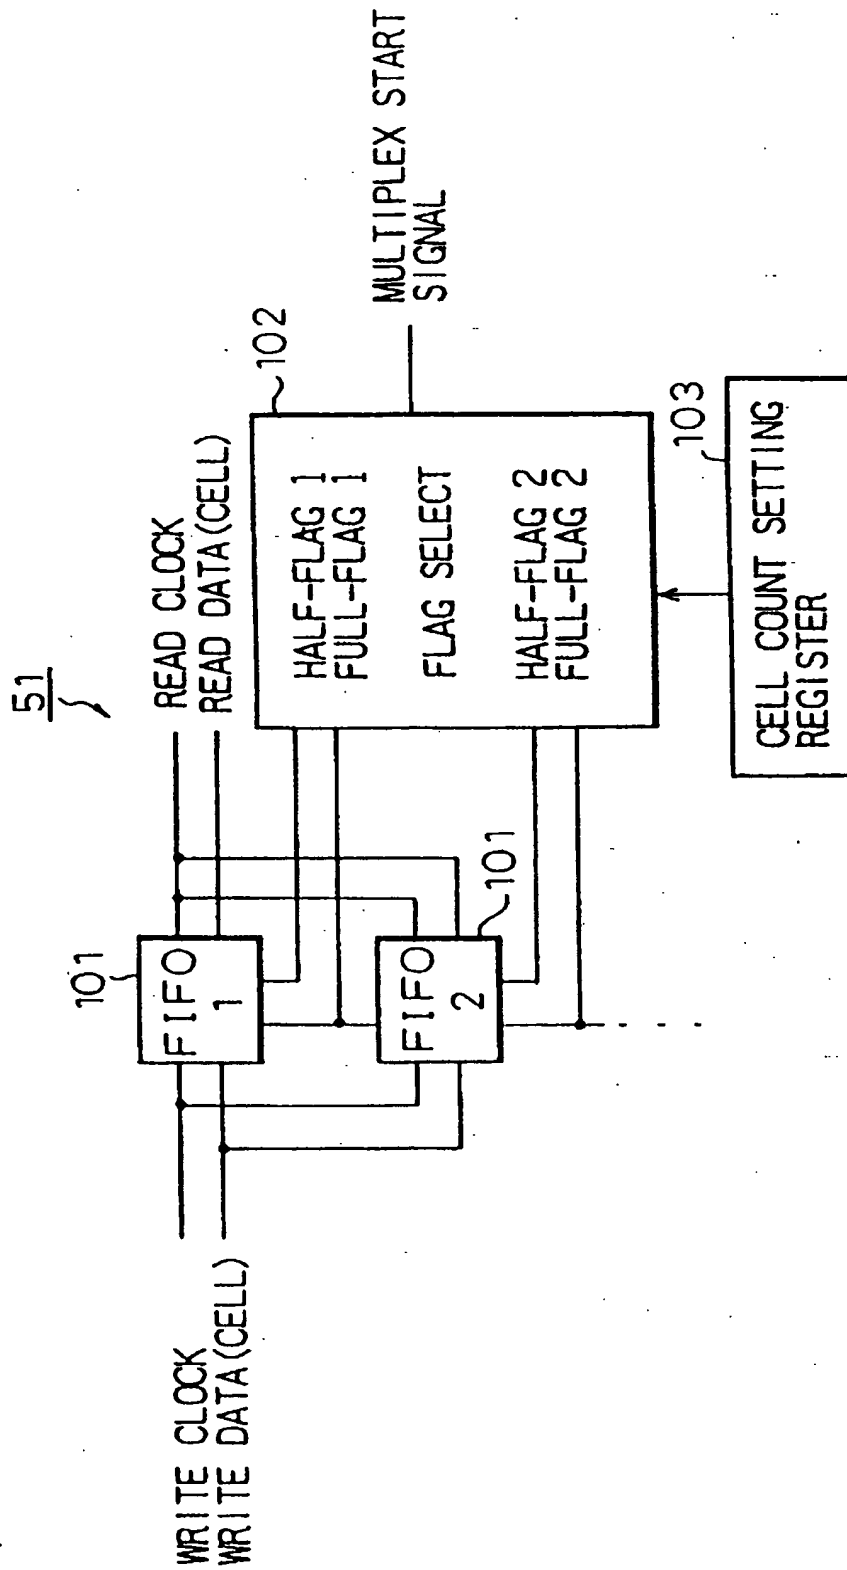 51
WRITE CLOCK
WRITE DATA(CELL)
101
FIFO
1
READ CLOCK
READ DATA(CELL)
FIFO
2
101
102
HALF-FLAG 1
FULL-FLAG 1
FLAG SELECT
HALF-FLAG 2
FULL-FLAG 2
MULTIPLEX START
SIGNAL
103
CELL COUNT SETTING
REGISTER